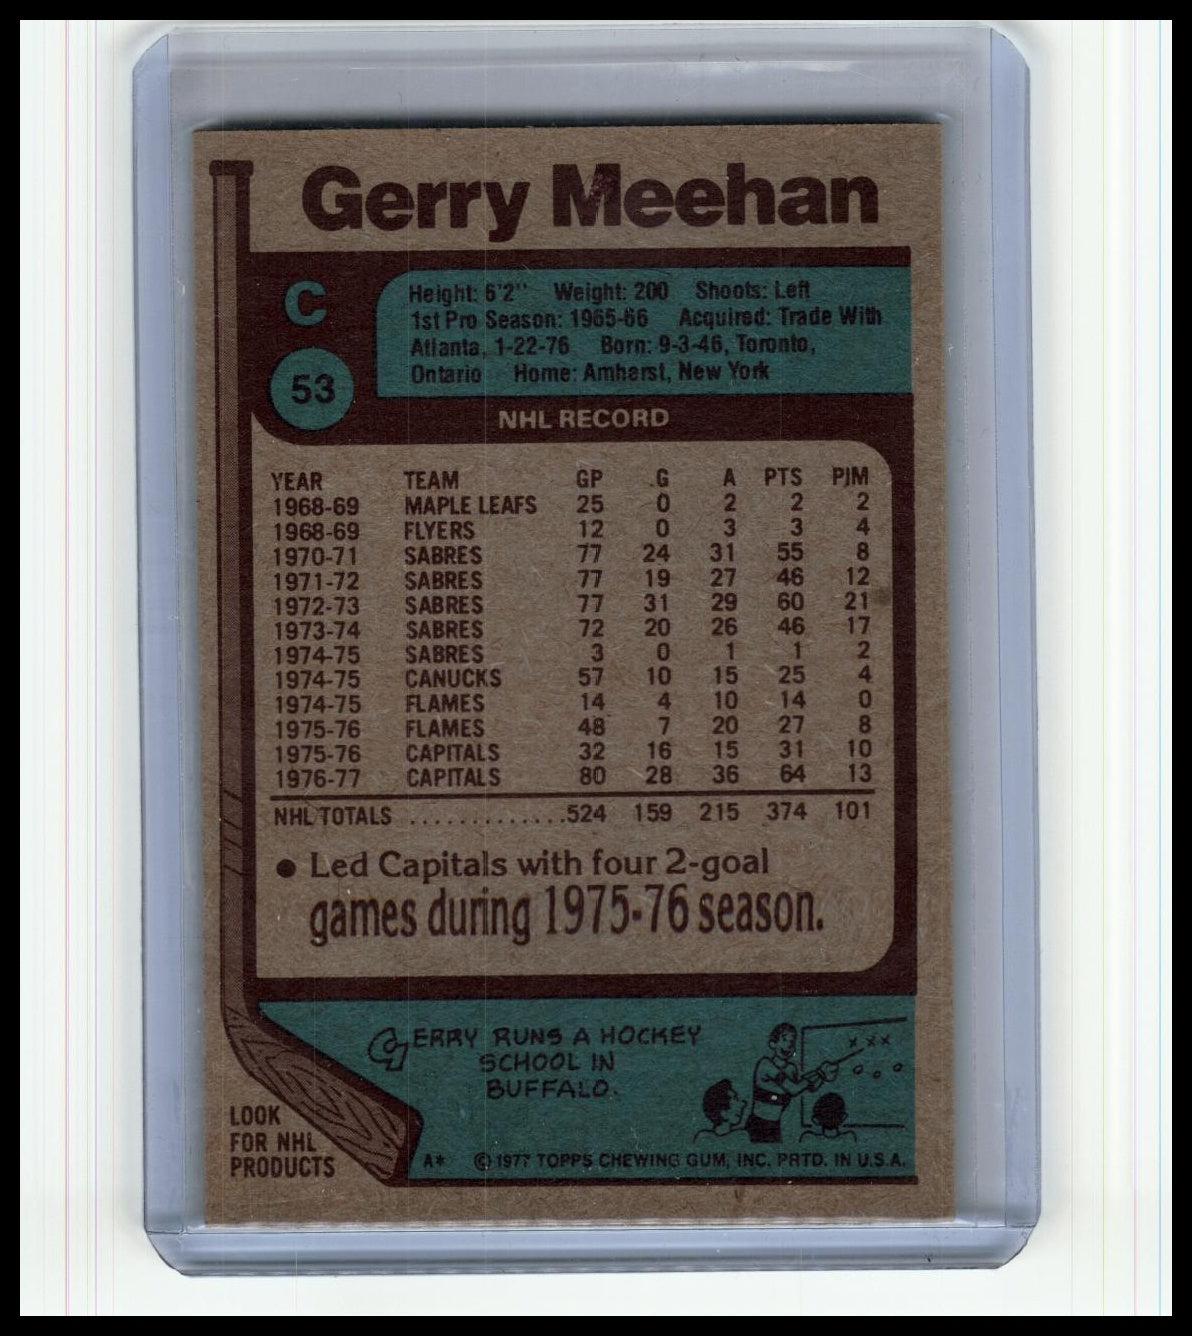 Gerry Meehan
C
53
Height: 6'2" Weight: 200 Shoots: Left
1st Pro Season: 1965-66 Acquired: Trade With
Atlanta, 1-22-76 Born: 9-3-46, Toronto,
Ontario Home: Amherst, New York
NHL RECORD
YEAR TEAM GP G A PTS PIM
1968-69 MAPLE LEAFS 25 0 2 2 2
1968-69 FLYERS 12 0 3 3 4
1970-71 SABRES 77 24 31 55 8
1971-72 SABRES 77 19 27 46 12
1972-73 SABRES 77 31 29 60 21
1973-74 SABRES 72 20 26 46 17
1974-75 SABRES 3 0 1 1 2
1974-75 CANUCKS 57 10 15 25 4
1974-75 FLAMES 14 4 10 14 0
1975-76 FLAMES 48 7 20 27 8
1975-76 CAPITALS 32 16 15 31 10
1976-77 CAPITALS 80 28 36 64 13
NHL TOTALS .............524 159 215 374 101
● Led Capitals with four 2-goal
games during 1975-76 season.
GERRY RUNS A HOCKEY
SCHOOL IN
BUFFALO.
xxx
ooo
LOOK
FOR NHL
PRODUCTS
A* © 1977 TOPPS CHEWING GUM, INC. PRTD. IN U.S.A.